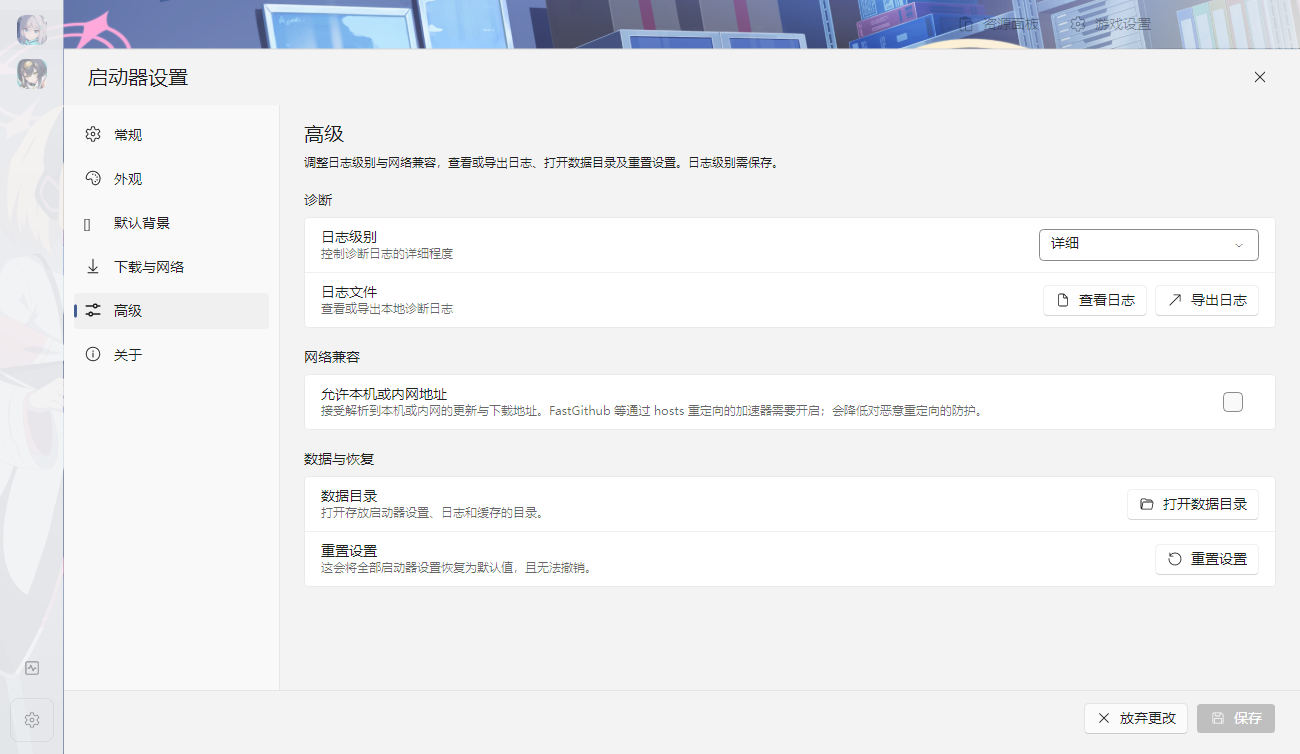 资源面板
游戏设置
启动器设置
常规
外观
默认背景
下载与网络
高级
关于
高级
调整日志级别与网络兼容，查看或导出日志、打开数据目录及重置设置。日志级别需保存。
诊断
日志级别
控制诊断日志的详细程度
详细
日志文件
查看或导出本地诊断日志
查看日志
导出日志
网络兼容
允许本机或内网地址
接受解析到本机或内网的更新与下载地址。FastGithub 等通过 hosts 重定向的加速器需要开启；会降低对恶意重定向的防护。
数据与恢复
数据目录
打开存放启动器设置、日志和缓存的目录。
打开数据目录
重置设置
这会将全部启动器设置恢复为默认值，且无法撤销。
重置设置
放弃更改
保存